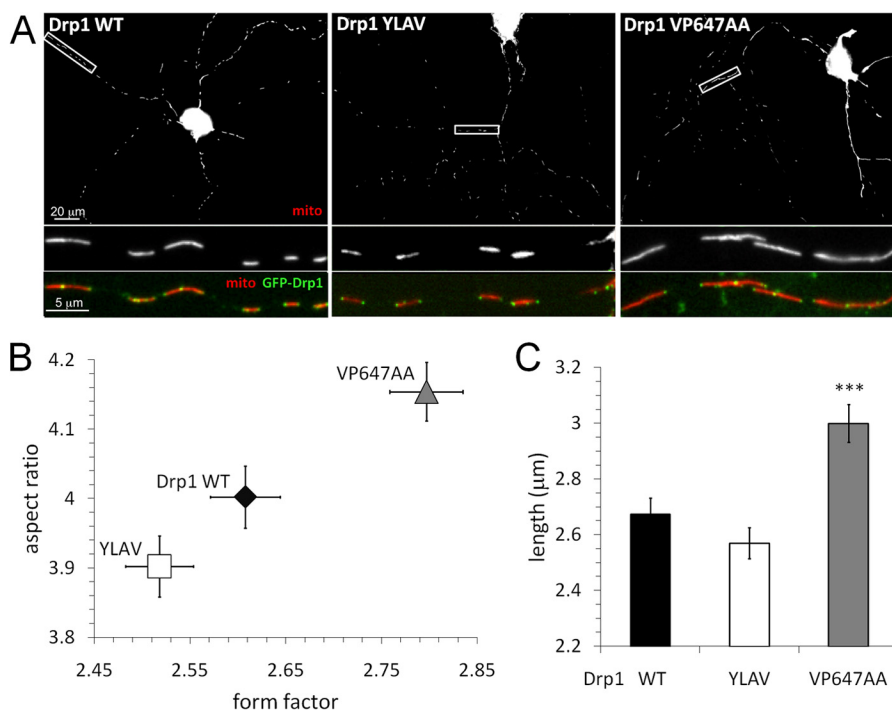 A
Drp1 WT
Drp1 YLAV
Drp1 VP647AA
20 μm
mito
mito GFP-Drp1
5 μm
B
aspect ratio
4.2
4.1
4
3.9
3.8
VP647AA
Drp1 WT
YLAV
2.45 2.55 2.65 2.75 2.85
form factor
C
length (μm)
3.2
3
2.8
2.6
2.4
2.2
***
Drp1 WT YLAV VP647AA